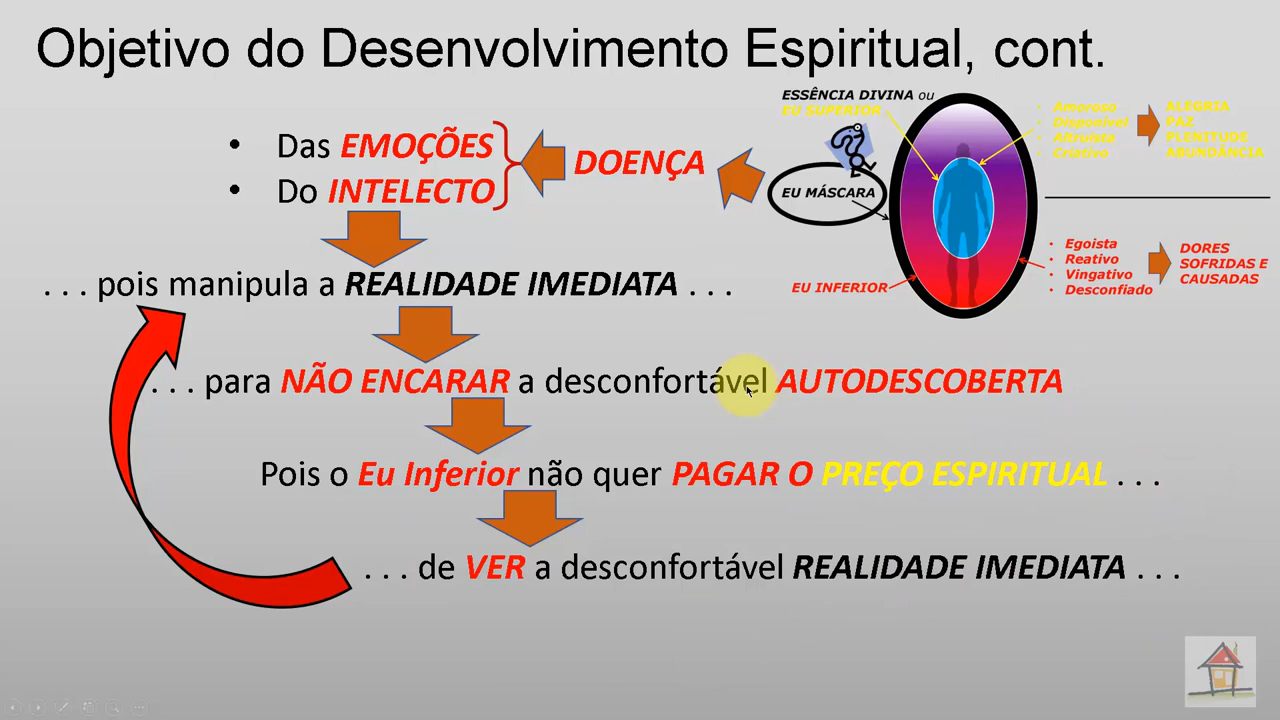 Objetivo do Desenvolvimento Espiritual, cont.
• Das EMOÇÕES
• Do INTELECTO
DOENÇA
ESSÊNCIA DIVINA ou
EU SUPERIOR
EU MÁSCARA
EU INFERIOR
• Amoroso
• Disponível
• Altruista
• Criativo
ALEGRIA
PAZ
PLENITUDE
ABUNDÂNCIA
• Egoista
• Reativo
• Vingativo
• Desconfiado
DORES
SOFRIDAS E
CAUSADAS
. . . pois manipula a REALIDADE IMEDIATA . . .
. . . para NÃO ENCARAR a desconfortável AUTODESCOBERTA
Pois o Eu Inferior não quer PAGAR O PREÇO ESPIRITUAL . . .
. . . de VER a desconfortável REALIDADE IMEDIATA . . .